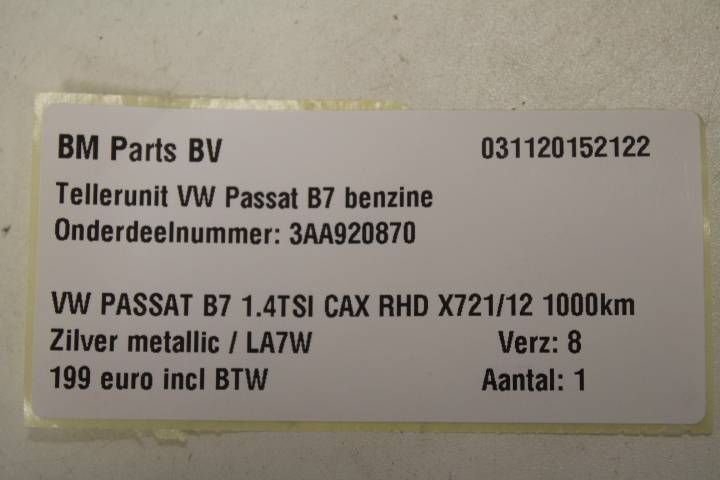 BM Parts BV 031120152122
Tellerunit VW Passat B7 benzine
Onderdeelnummer: 3AA920870
VW PASSAT B7 1.4TSI CAX RHD X721/12 1000km
Zilver metallic / LA7W Verz: 8
199 euro incl BTW Aantal: 1